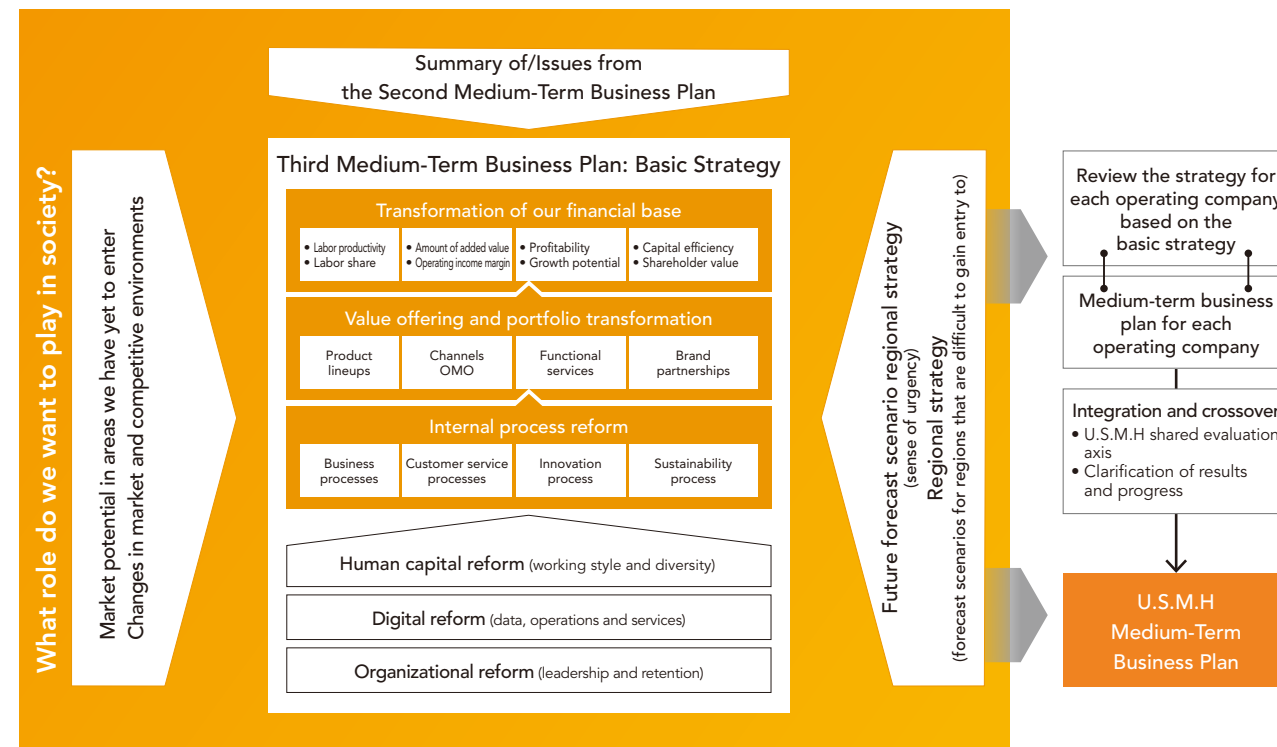 What role do we want to play in society?
Market potential in areas we have yet to enter
Changes in market and competitive environments
Summary of/Issues from
the Second Medium-Term Business Plan
Third Medium-Term Business Plan: Basic Strategy
Transformation of our financial base
• Labor productivity
• Labor share
• Amount of added value
• Operating income margin
• Profitability
• Growth potential
• Capital efficiency
• Shareholder value
Value offering and portfolio transformation
Product
lineups
Channels
OMO
Functional
services
Brand
partnerships
Internal process reform
Business
processes
Customer service
processes
Innovation
process
Sustainability
process
Human capital reform (working style and diversity)
Digital reform (data, operations and services)
Organizational reform (leadership and retention)
Future forecast scenario regional strategy
(sense of urgency)
Regional strategy
(forecast scenarios for regions that are difficult to gain entry to)
Review the strategy for
each operating company
based on the
basic strategy
Medium-term business
plan for each
operating company
Integration and crossover
• U.S.M.H shared evaluation
axis
• Clarification of results
and progress
U.S.M.H
Medium-Term
Business Plan